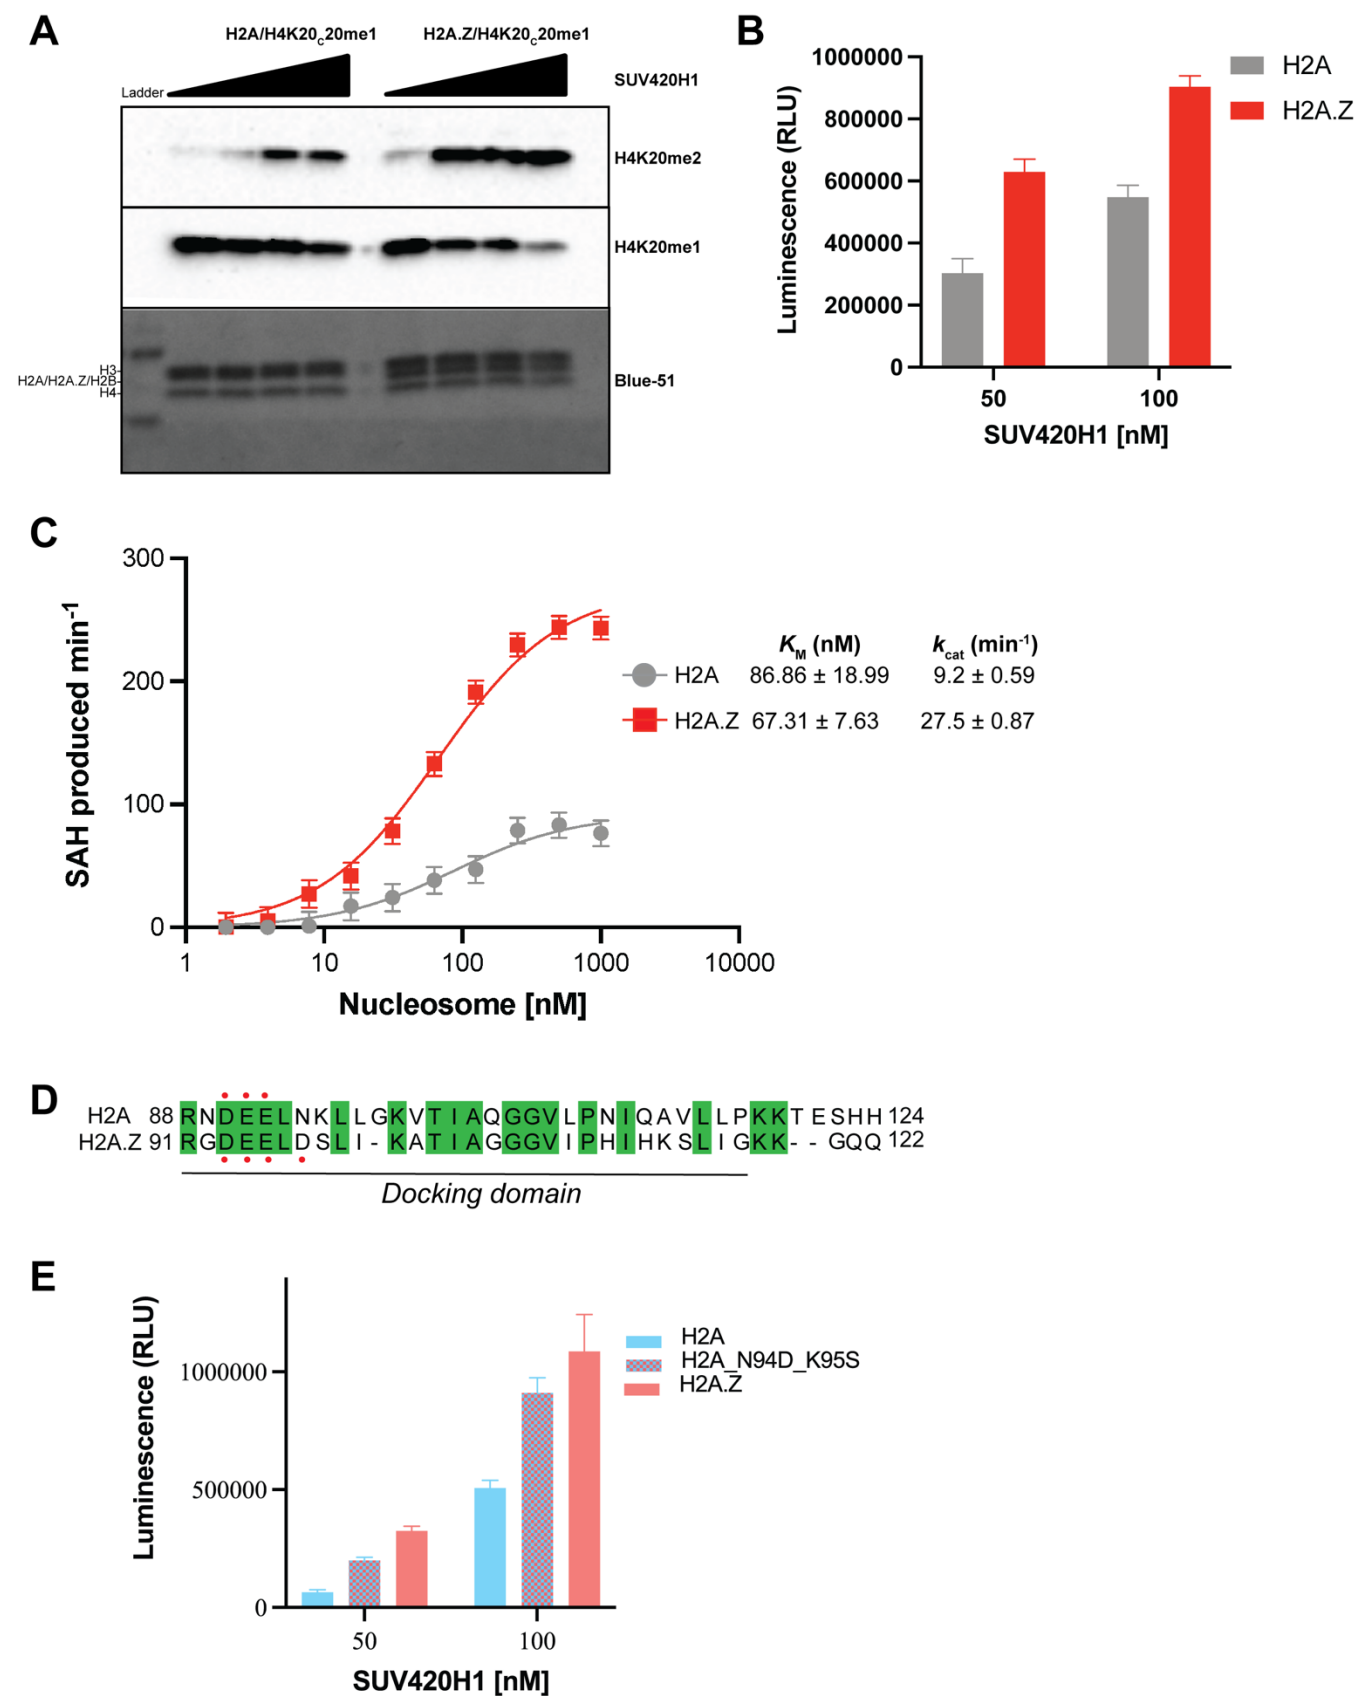 A
H2A/H4K20c20me1 H2A.Z/H4K20c20me1
SUV420H1
Ladder
H4K20me2
H4K20me1
H3-
H2A/H2A.Z/H2B-
H4-
Blue-51
B
1000000
800000
600000
400000
200000
0
Luminescence (RLU)
50 100
SUV420H1 [nM]
H2A
H2A.Z
C
300
200
100
0
SAH produced min-1
1 10 100 1000 10000
Nucleosome [nM]
KM (nM) kcat (min-1)
H2A 86.86 ± 18.99 9.2 ± 0.59
H2A.Z 67.31 ± 7.63 27.5 ± 0.87
D
H2A 88 RNDEELNKLLGKVTIAQGGVLPNIQAVLLPKKTESHH 124
H2A.Z 91 RGDEELDSLI-KATIAGGGVIPHIHKSLIGKK--GQQ 122
Docking domain
E
1000000
500000
0
Luminescence (RLU)
50 100
SUV420H1 [nM]
H2A
H2A_N94D_K95S
H2A.Z